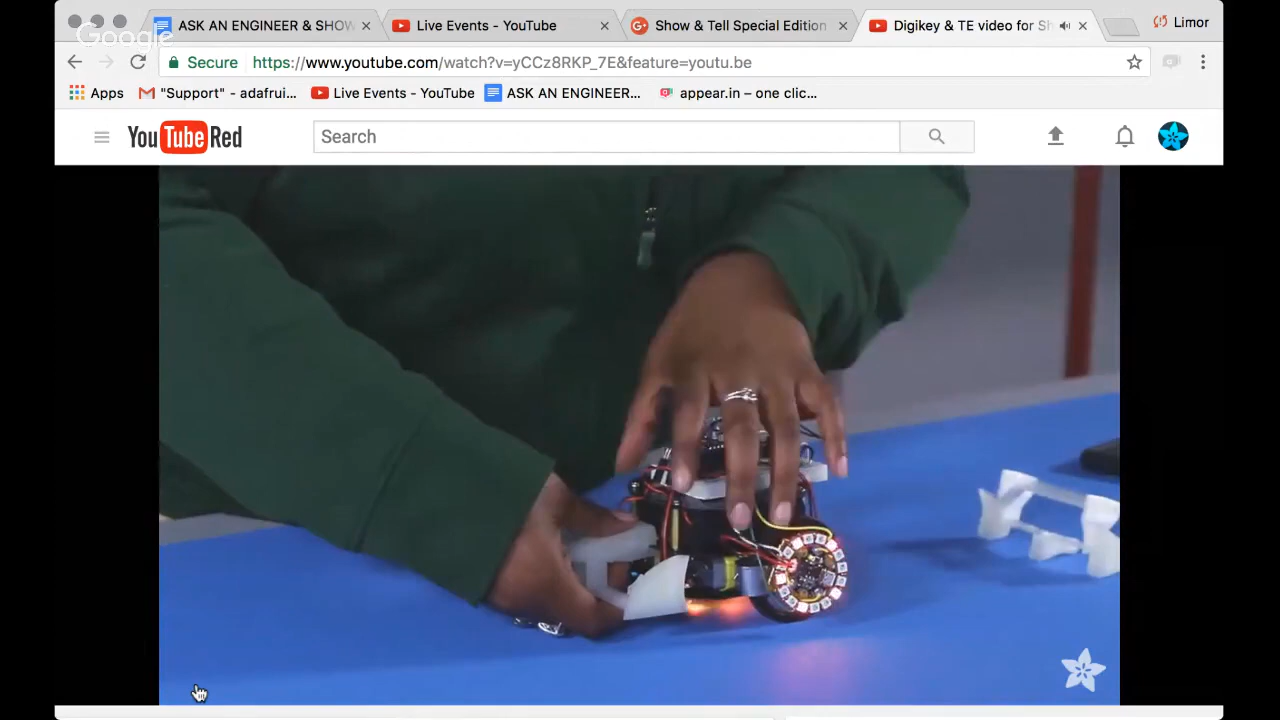 ASK AN ENGINEER & SHOW
Live Events - YouTube
Show & Tell Special Edition
Digikey & TE video for Sh
Limor
Google
Secure https://www.youtube.com/watch?v=yCCz8RKP_7E&feature=youtu.be
Apps "Support" - adafrui... Live Events - YouTube ASK AN ENGINEER... appear.in – one clic...
YouTube Red Search